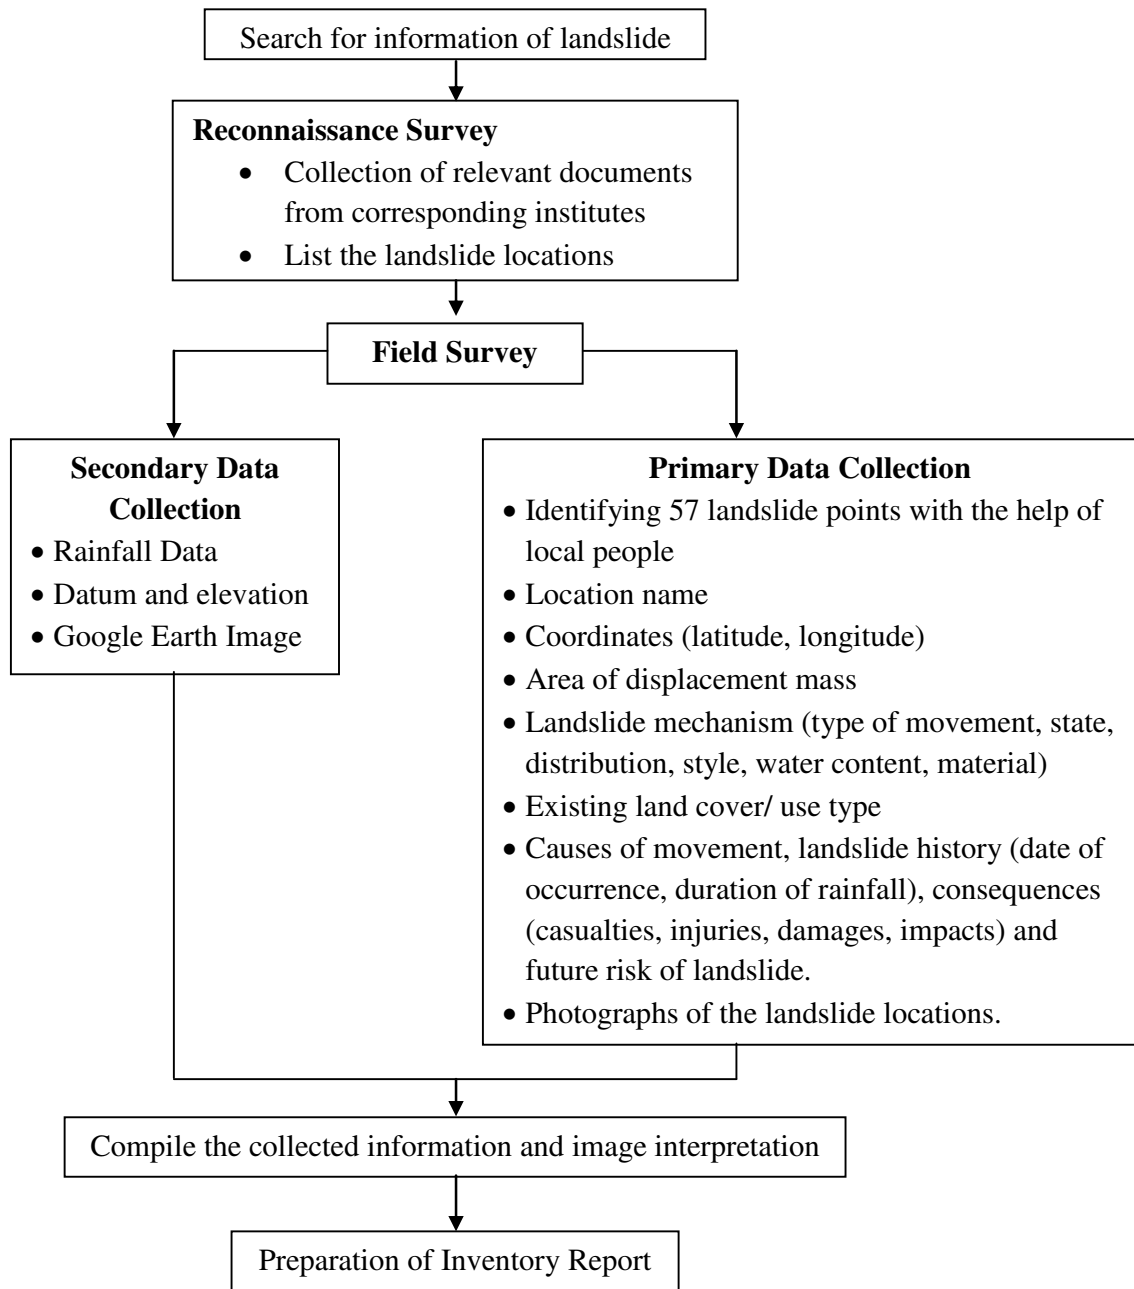 Search for information of landslide
Reconnaissance Survey
• Collection of relevant documents
from corresponding institutes
• List the landslide locations
Field Survey
Secondary Data
Collection
• Rainfall Data
• Datum and elevation
• Google Earth Image
Primary Data Collection
• Identifying 57 landslide points with the help of
local people
• Location name
• Coordinates (latitude, longitude)
• Area of displacement mass
• Landslide mechanism (type of movement, state,
distribution, style, water content, material)
• Existing land cover/ use type
• Causes of movement, landslide history (date of
occurrence, duration of rainfall), consequences
(casualties, injuries, damages, impacts) and
future risk of landslide.
• Photographs of the landslide locations.
Compile the collected information and image interpretation
Preparation of Inventory Report